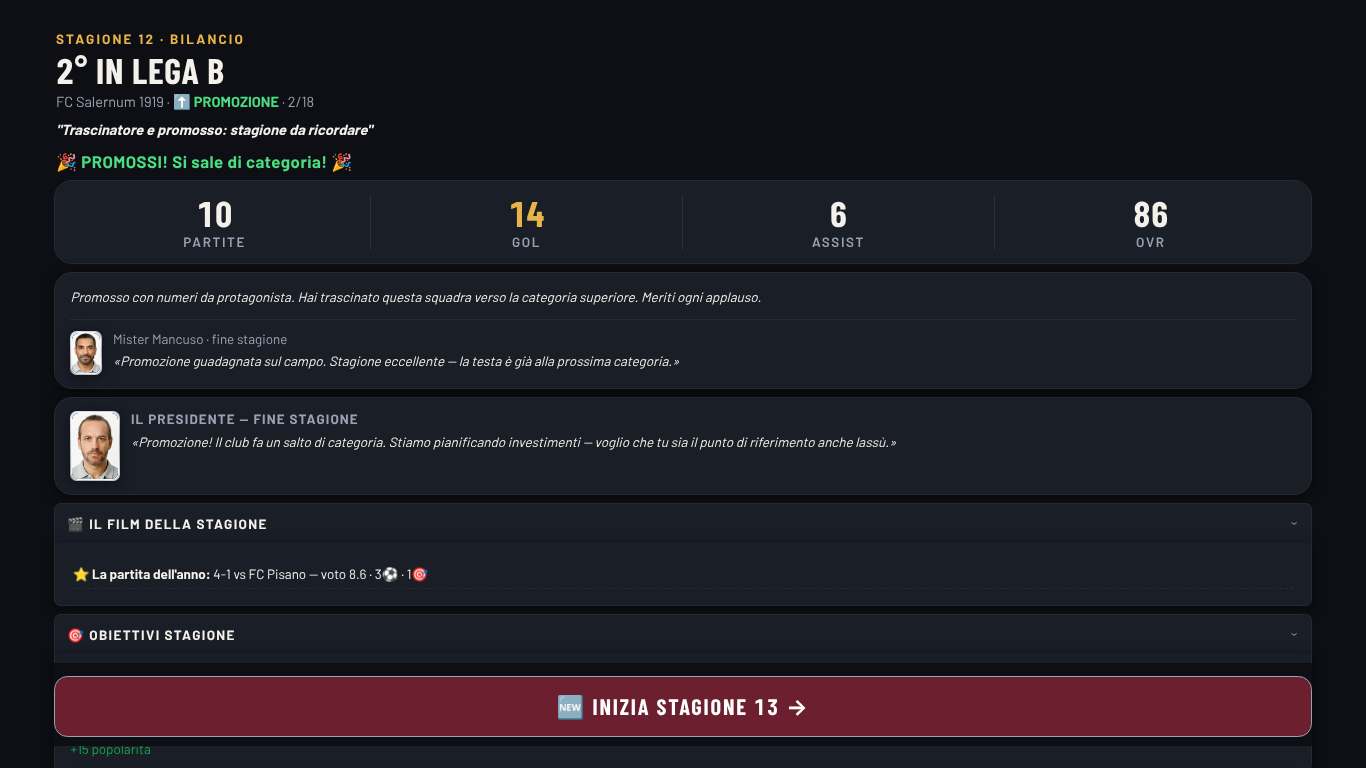 STAGIONE 12 · BILANCIO
2° IN LEGA B
FC Salernum 1919 · ⬆️ PROMOZIONE · 2/18
"Trascinatore e promosso: stagione da ricordare"
🎉 PROMOSSI! Si sale di categoria! 🎉
10 14 6 86
PARTITE GOL ASSIST OVR
Promosso con numeri da protagonista. Hai trascinato questa squadra verso la categoria superiore. Meriti ogni applauso.
Mister Mancuso · fine stagione
«Promozione guadagnata sul campo. Stagione eccellente — la testa è già alla prossima categoria.»
IL PRESIDENTE — FINE STAGIONE
«Promozione! Il club fa un salto di categoria. Stiamo pianificando investimenti — voglio che tu sia il punto di riferimento anche lassù.»
🎬 IL FILM DELLA STAGIONE
⭐ La partita dell'anno: 4-1 vs FC Pisano — voto 8.6 · 3⚽ · 1🎯
🎯 OBIETTIVI STAGIONE
🆕 INIZIA STAGIONE 13 →
+15 popolarità